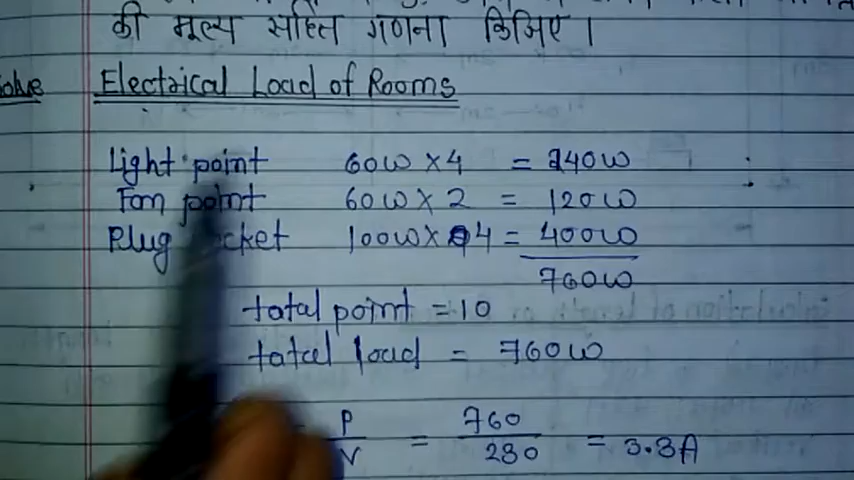 की मूल्य सहित गणना किजिए।
Solve Electrical Load of Rooms
Light point 60W × 4 = 240W
Fan point 60W × 2 = 120W
Plug 100W × 4 = 400W
760W
total point = 10
total load = 760W
P/V = 760/230 = 3.3A